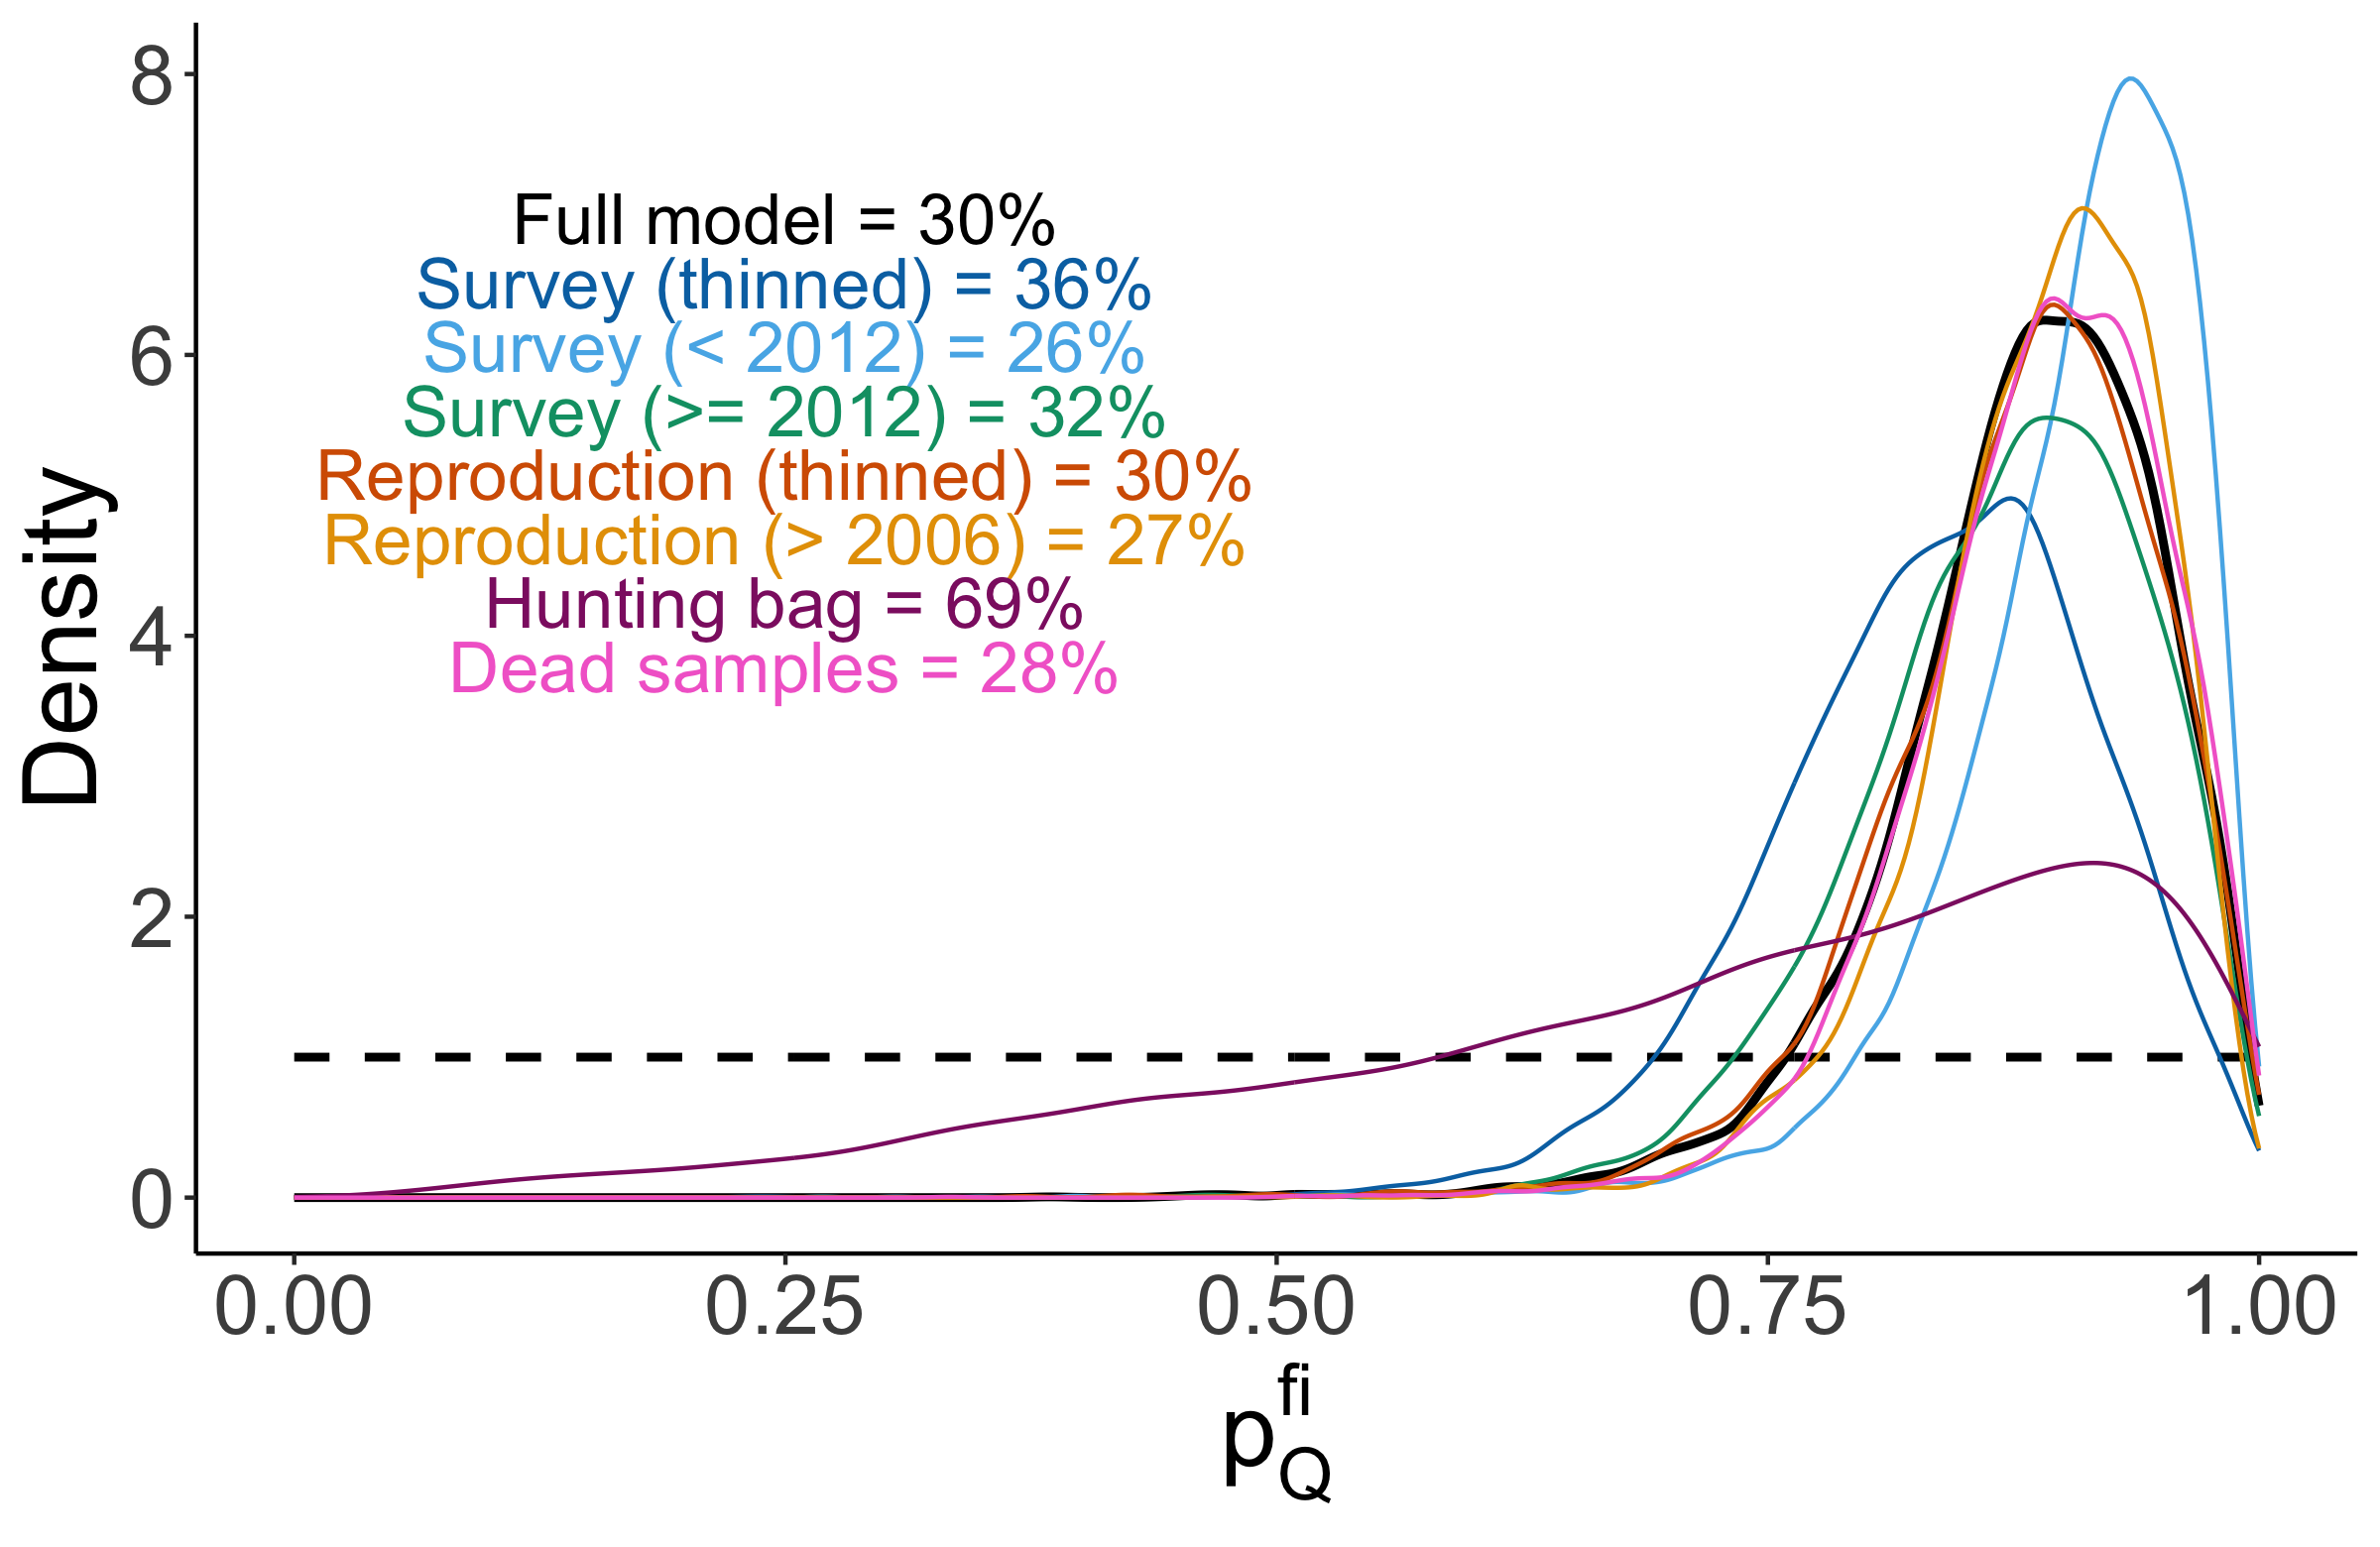 8
6
4
2
0
Density
Full model = 30%
Survey (thinned) = 36%
Survey (< 2012) = 26%
Survey (>= 2012) = 32%
Reproduction (thinned) = 30%
Reproduction (> 2006) = 27%
Hunting bag = 69%
Dead samples = 28%
0.00 0.25 0.50 0.75 1.00
p fi Q